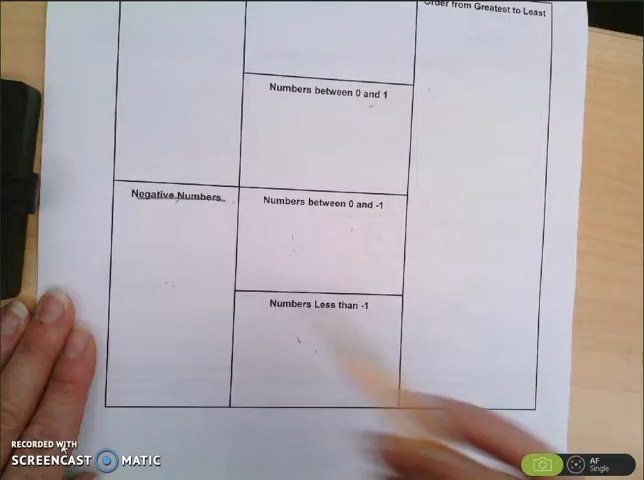 Order from Greatest to Least
Numbers between 0 and 1
Negative Numbers
Numbers between 0 and -1
Numbers Less than -1
RECORDED WITH
SCREENCAST MATIC
AF
Single